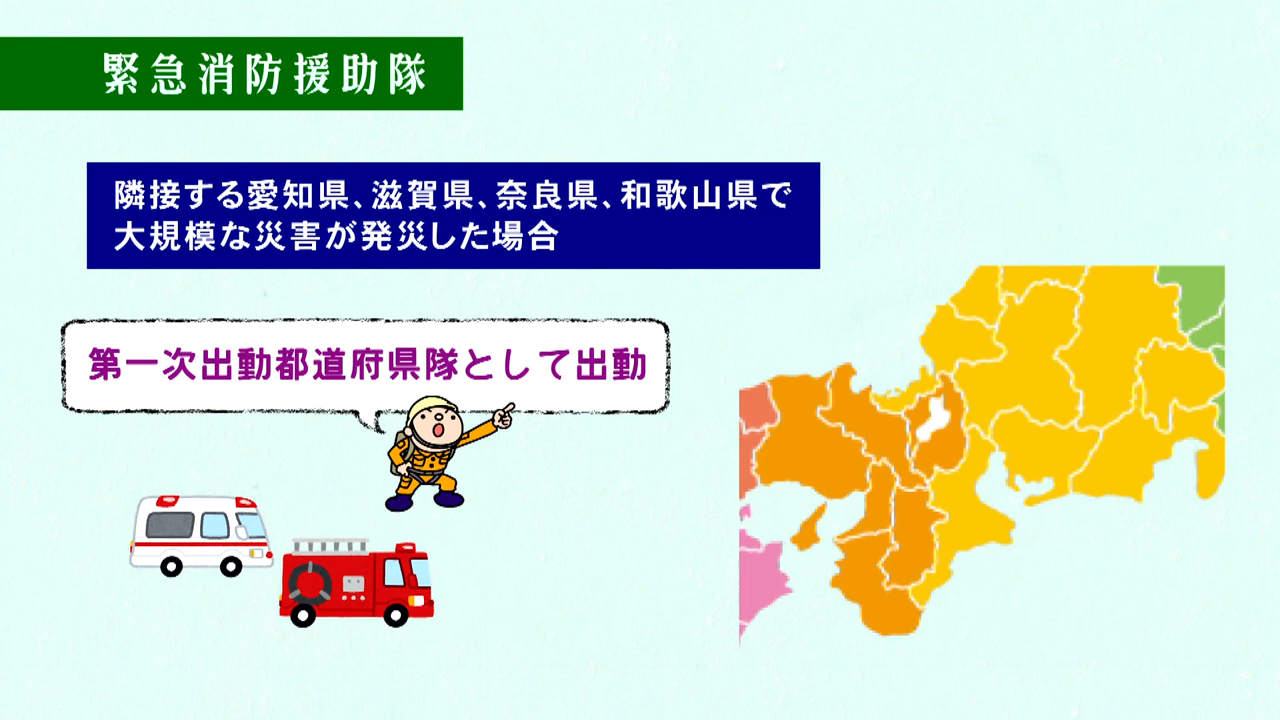 緊急消防援助隊
隣接する愛知県、滋賀県、奈良県、和歌山県で
大規模な災害が発災した場合
第一次出動都道府県隊として出動